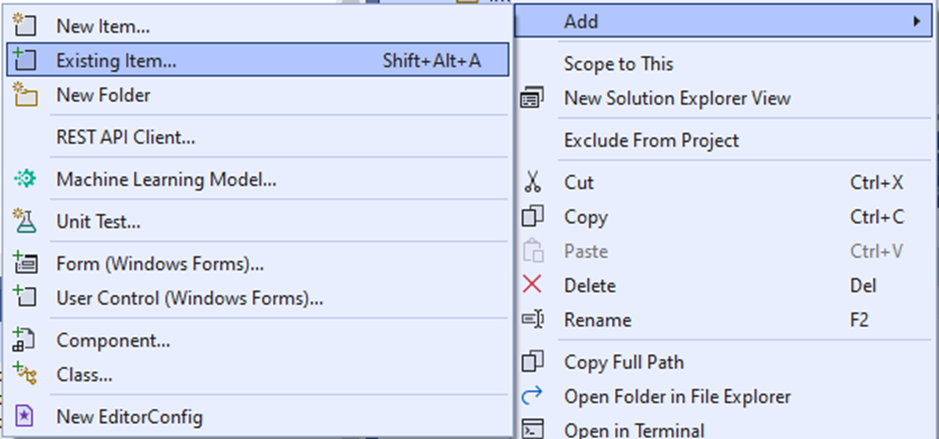 New Item...
Existing Item... Shift+Alt+A
New Folder
REST API Client...
Machine Learning Model...
Unit Test...
Form (Windows Forms)...
User Control (Windows Forms)...
Component...
Class...
New EditorConfig
Add
Scope to This
New Solution Explorer View
Exclude From Project
Cut Ctrl+X
Copy Ctrl+C
Paste Ctrl+V
Delete Del
Rename F2
Copy Full Path
Open Folder in File Explorer
Open in Terminal